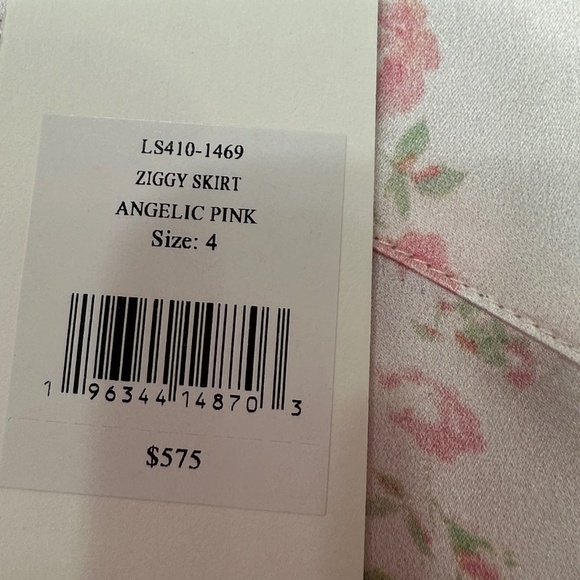 LS410-1469
ZIGGY SKIRT
ANGELIC PINK
Size: 4
1 96344 14870 3
$575